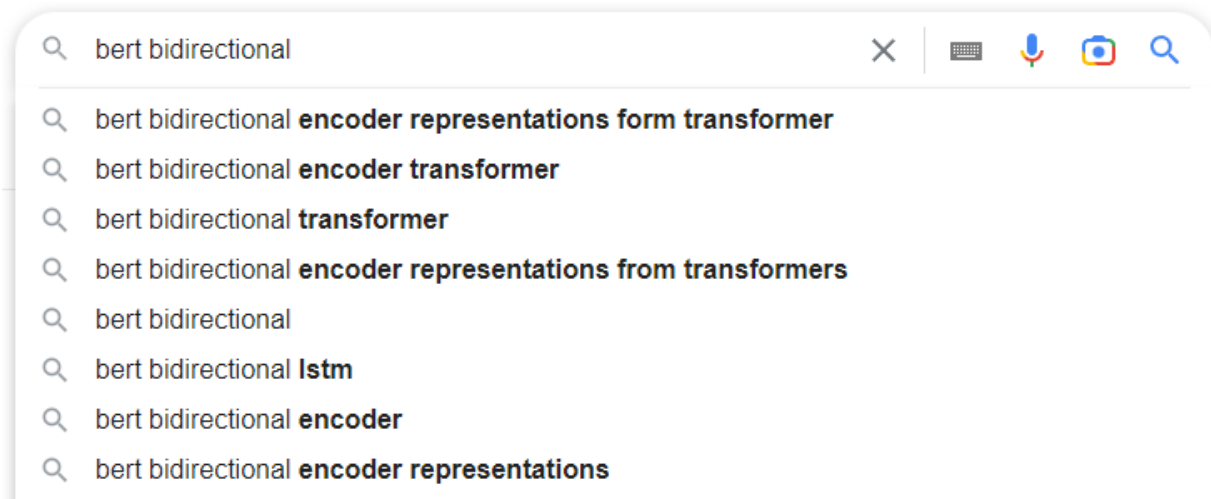 bert bidirectional
bert bidirectional encoder representations form transformer
bert bidirectional encoder transformer
bert bidirectional transformer
bert bidirectional encoder representations from transformers
bert bidirectional
bert bidirectional lstm
bert bidirectional encoder
bert bidirectional encoder representations